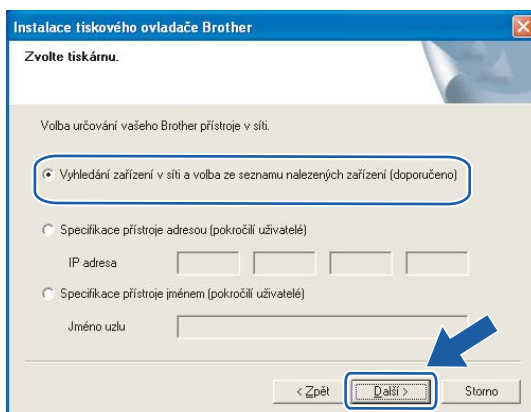 Instalace tiskového ovladače Brother
Zvolte tiskárnu.
Volba určování vašeho Brother přístroje v síti.
Vyhledání zařízení v síti a volba ze seznamu nalezených zařízení (doporučeno)
Specifikace přístroje adresou (pokročilí uživatelé)
IP adresa
Specifikace přístroje jménem (pokročilí uživatelé)
Jméno uzlu
< Zpět Další > Storno